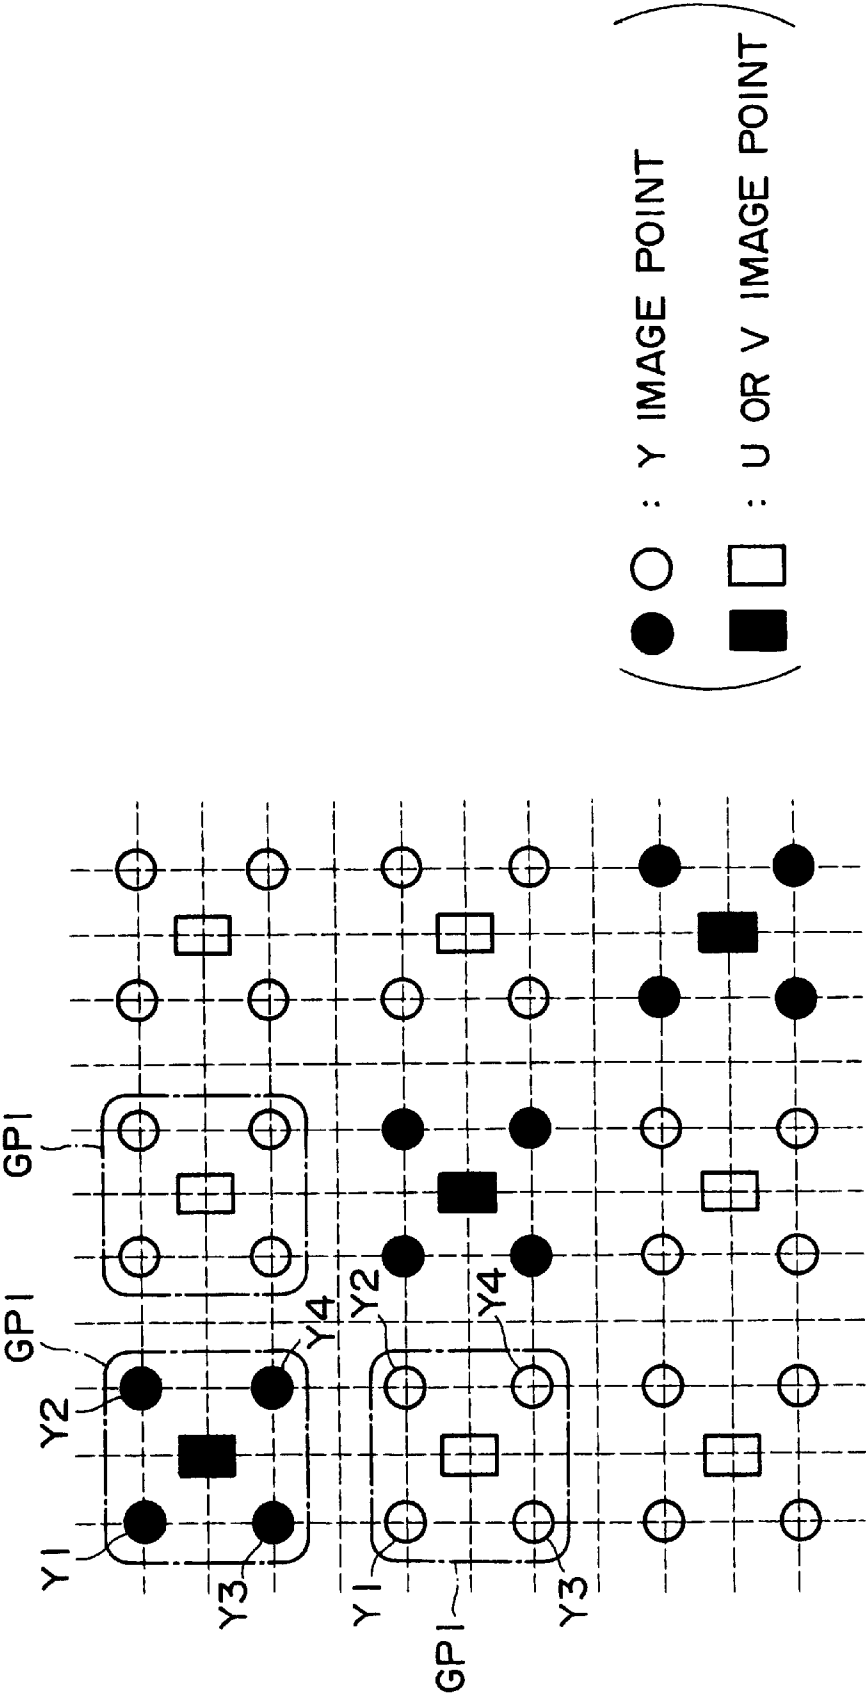 GP1
GP1
Y1
Y2
Y3
Y4
Y1
Y2
Y3
Y4
GP1
: Y IMAGE POINT
: U OR V IMAGE POINT